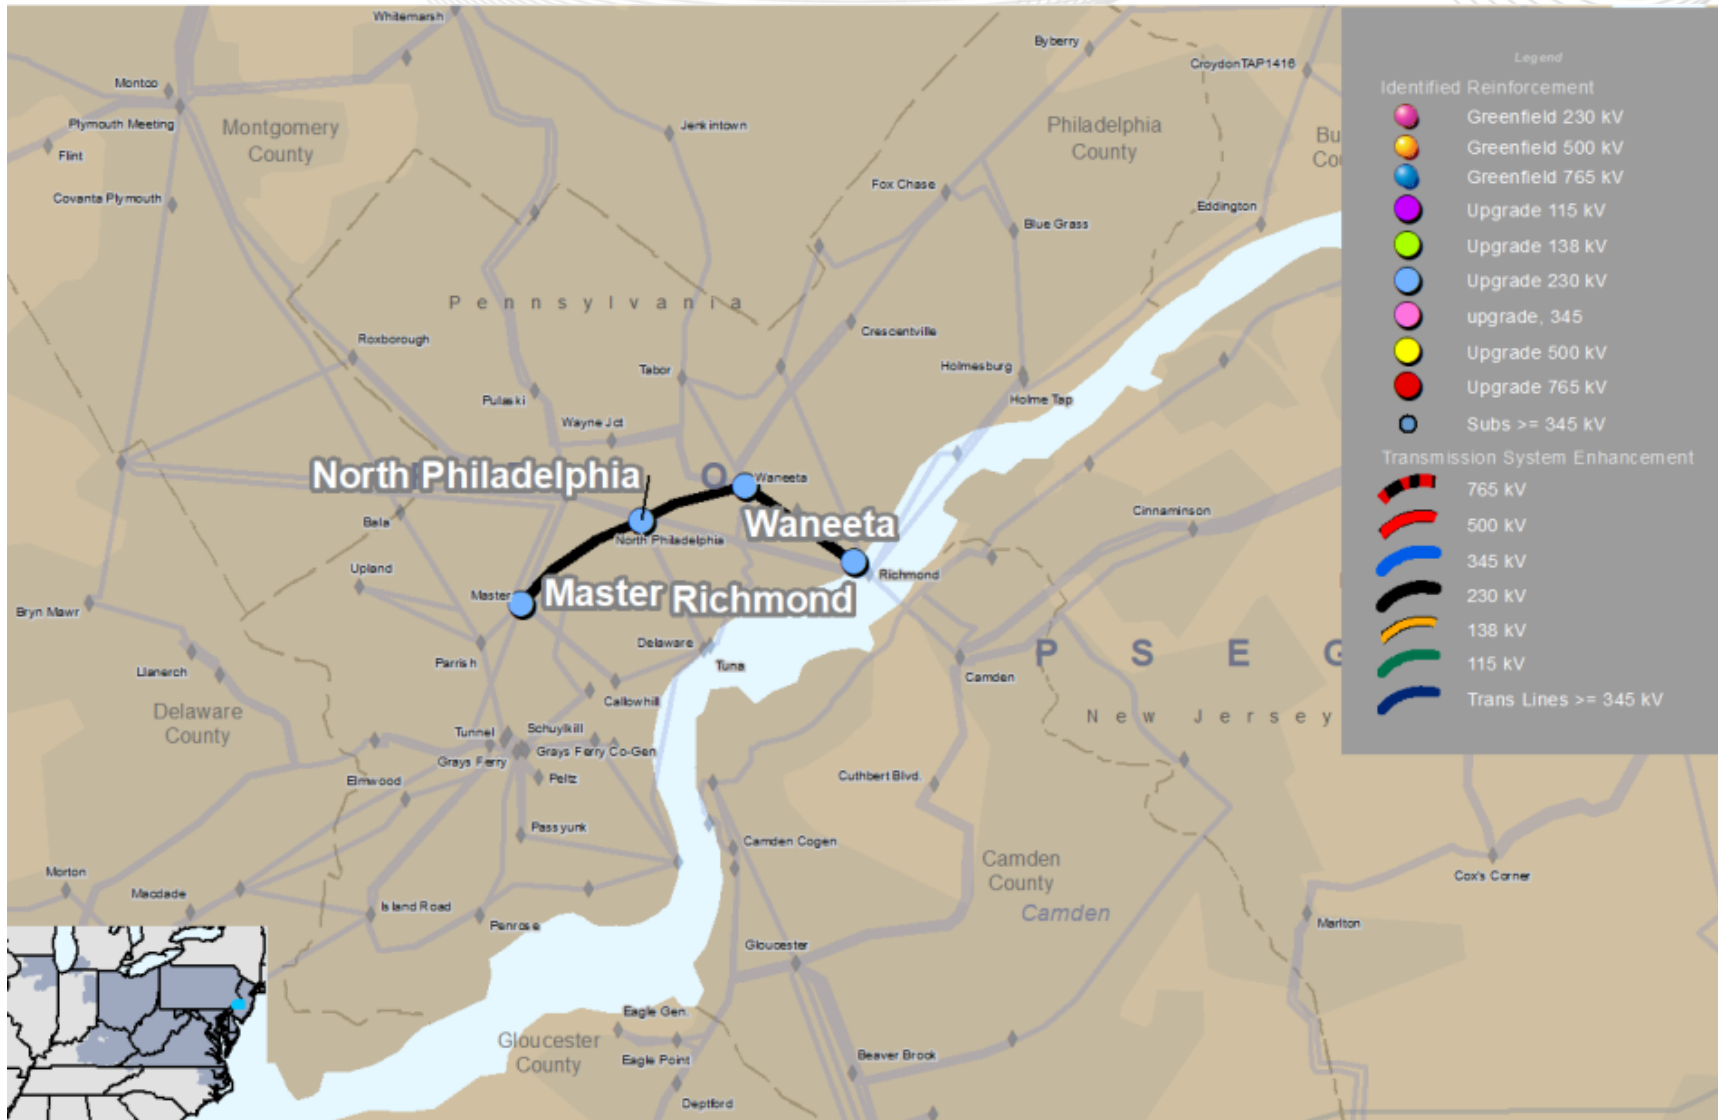 Whitemarsh
Byberry
CroydonTAP1416
Montco
Plymouth Meeting
Flint
Montgomery
County
Jenkintown
Philadelphia
County
Covanta Plymouth
Fox Chase
Blue Grass
Eddington
Pennsylvania
Roxborough
Crescentville
Tabor
Holmesburg
Pulaski
Holme Tap
Wayne Jct
North Philadelphia
O
Waneeta
Waneeta
Bala
North Philadelphia
Cinnaminson
Upland
Richmond
Master
Master
Richmond
Bryn Mawr
Delaware
Parrish
Tuna
PSEG
Llanerch
Camden
Callowhill
Delaware
County
New Jersey
Tunnel
Schuylkill
Grays Ferry Co-Gen
Grays Ferry
Elmwood
Peltz
Cuthbert Blvd.
Passyunk
Camden Cogen
Camden
County
Camden
Morton
Macdade
Island Road
Penrose
Cox's Corner
Marlton
Gloucester
Eagle Gen.
Gloucester
County
Eagle Point
Beaver Brook
Deptford
Legend
Identified Reinforcement
Greenfield 230 kV
Greenfield 500 kV
Greenfield 765 kV
Upgrade 115 kV
Upgrade 138 kV
Upgrade 230 kV
upgrade, 345
Upgrade 500 kV
Upgrade 765 kV
Subs >= 345 kV
Transmission System Enhancement
765 kV
500 kV
345 kV
230 kV
138 kV
115 kV
Trans Lines >= 345 kV